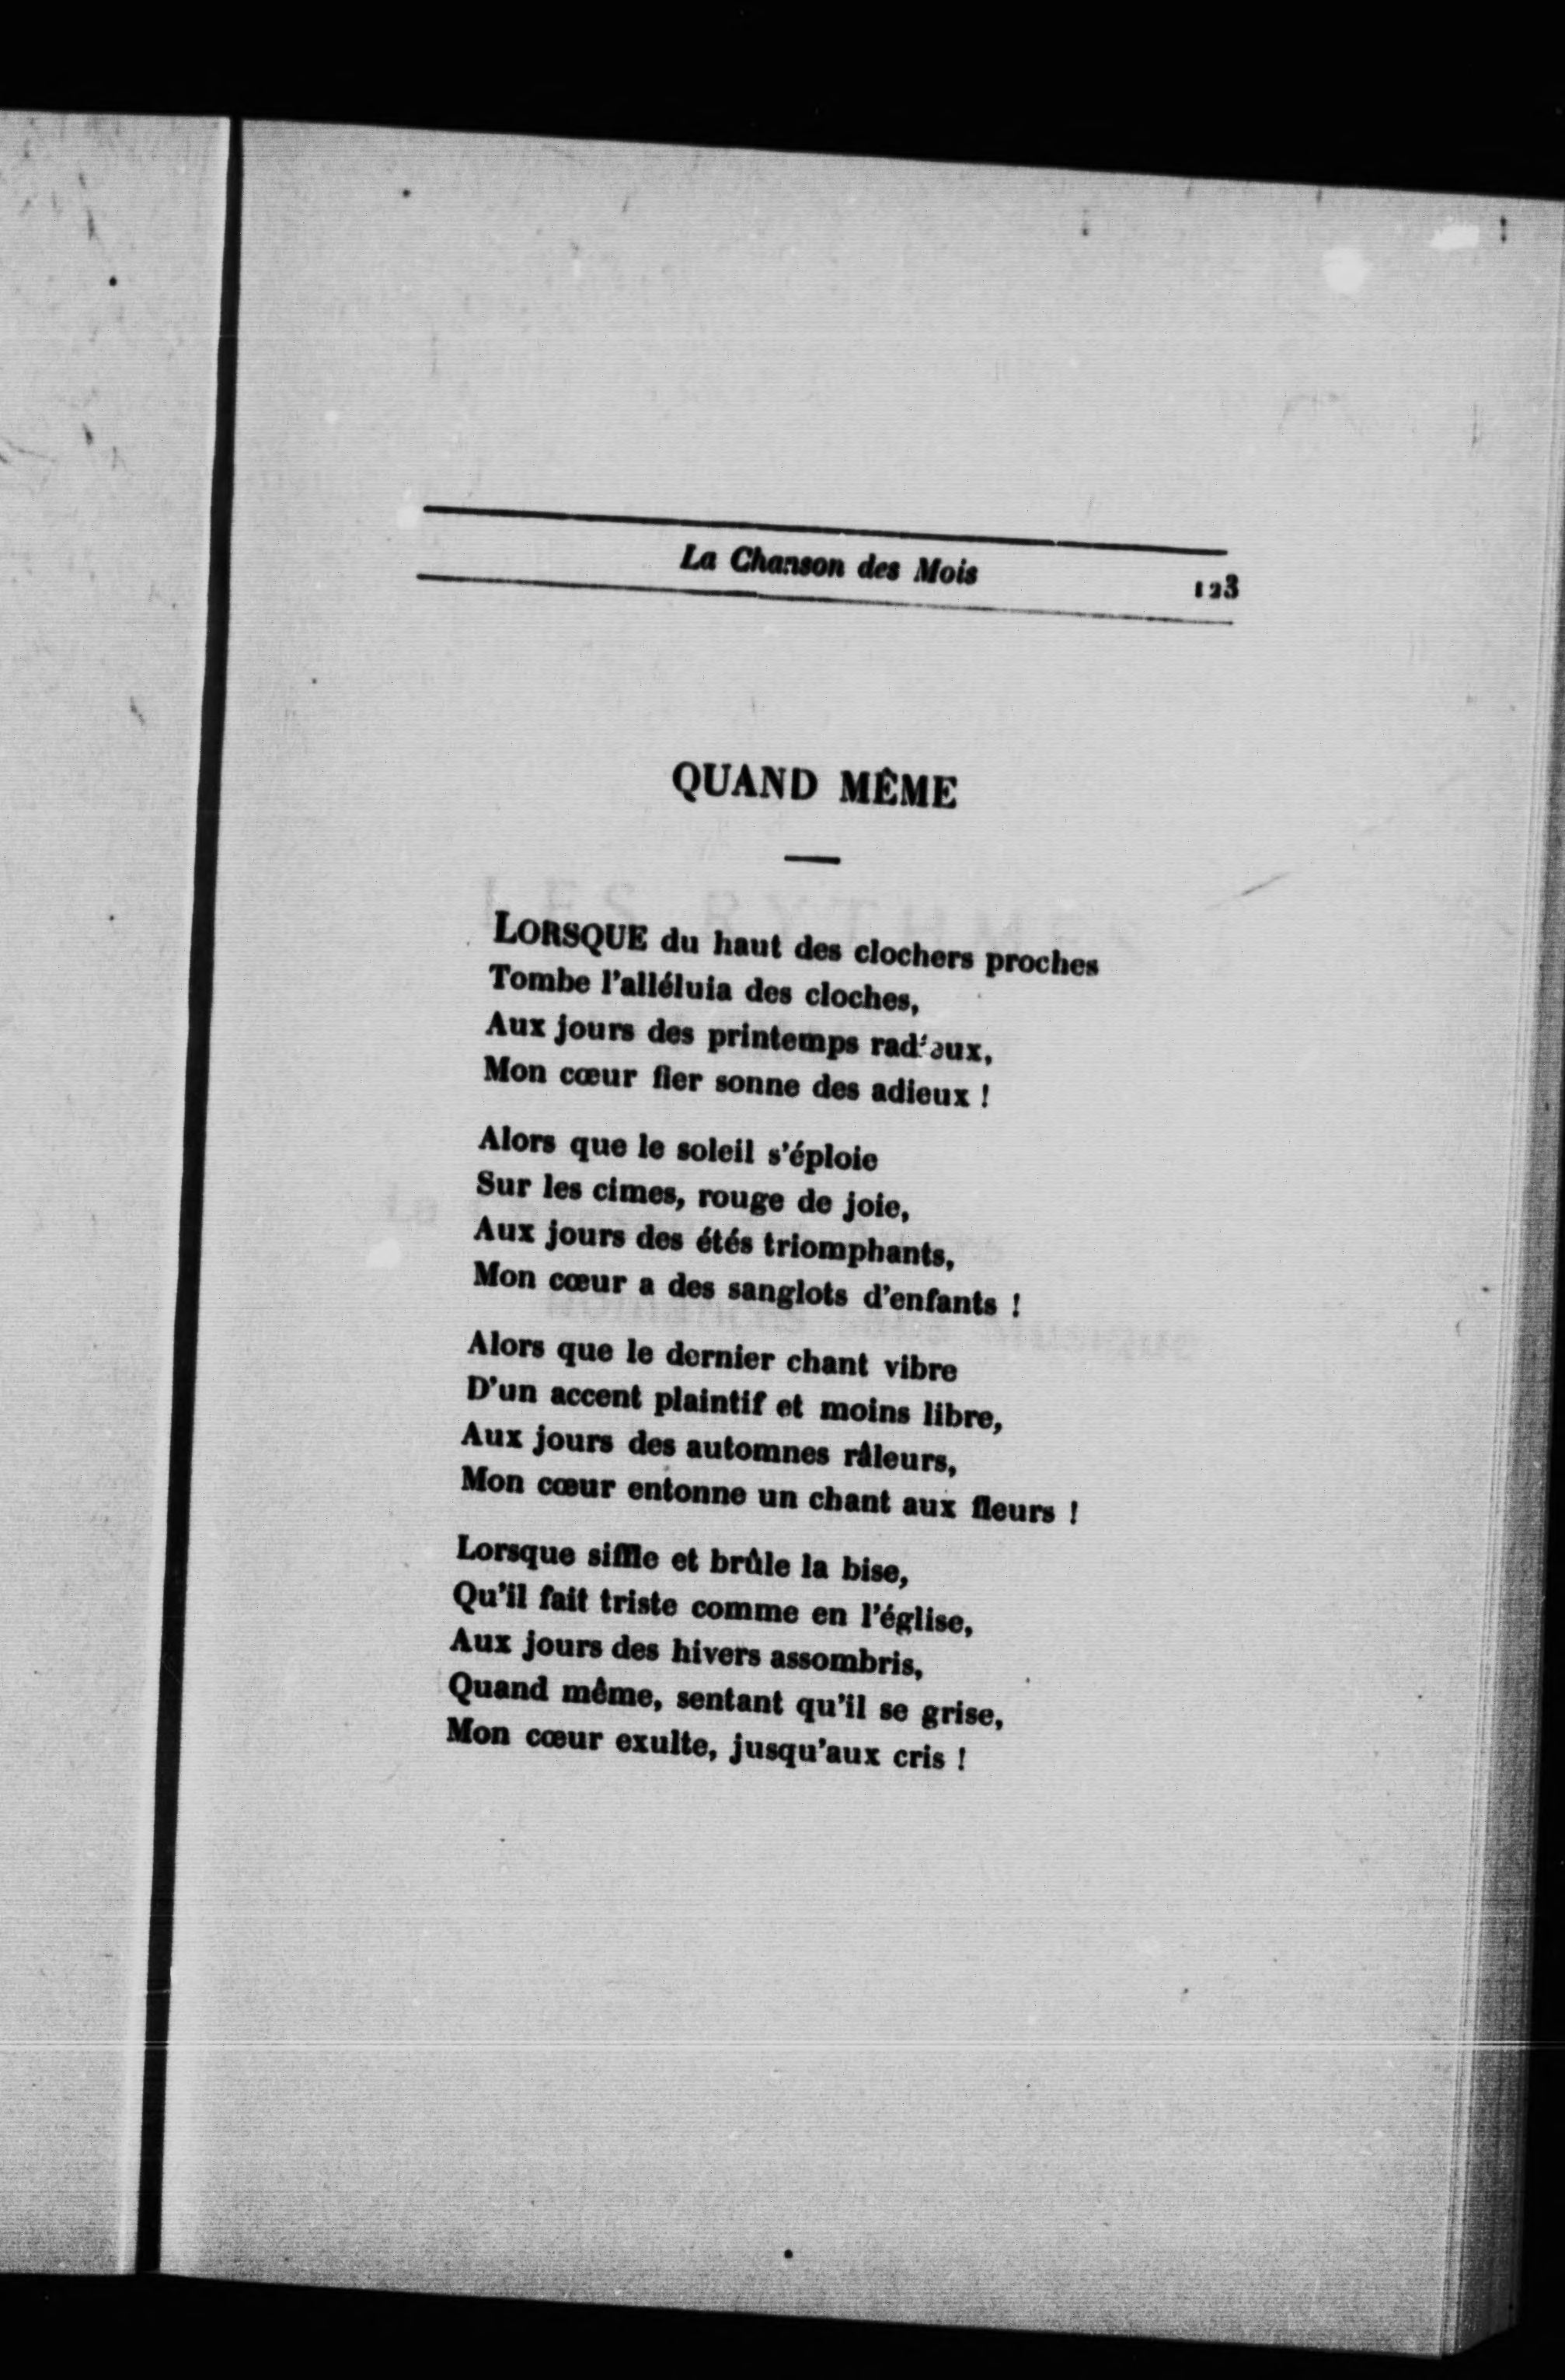 La Chanson des Mois 123
QUAND MÊME
LORSQUE du haut des clochers proches
Tombe l'alléluia des cloches,
Aux jours des printemps radieux,
Mon cœur fier sonne des adieux !
Alors que le soleil s'éploie
Sur les cimes, rouge de joie,
Aux jours des étés triomphants,
Mon cœur a des sanglots d'enfants !
Alors que le dernier chant vibre
D'un accent plaintif et moins libre,
Aux jours des automnes râleurs,
Mon cœur entonne un chant aux fleurs !
Lorsque siffle et brûle la bise,
Qu'il fait triste comme en l'église,
Aux jours des hivers assombris,
Quand même, sentant qu'il se grise,
Mon cœur exulte, jusqu'aux cris !